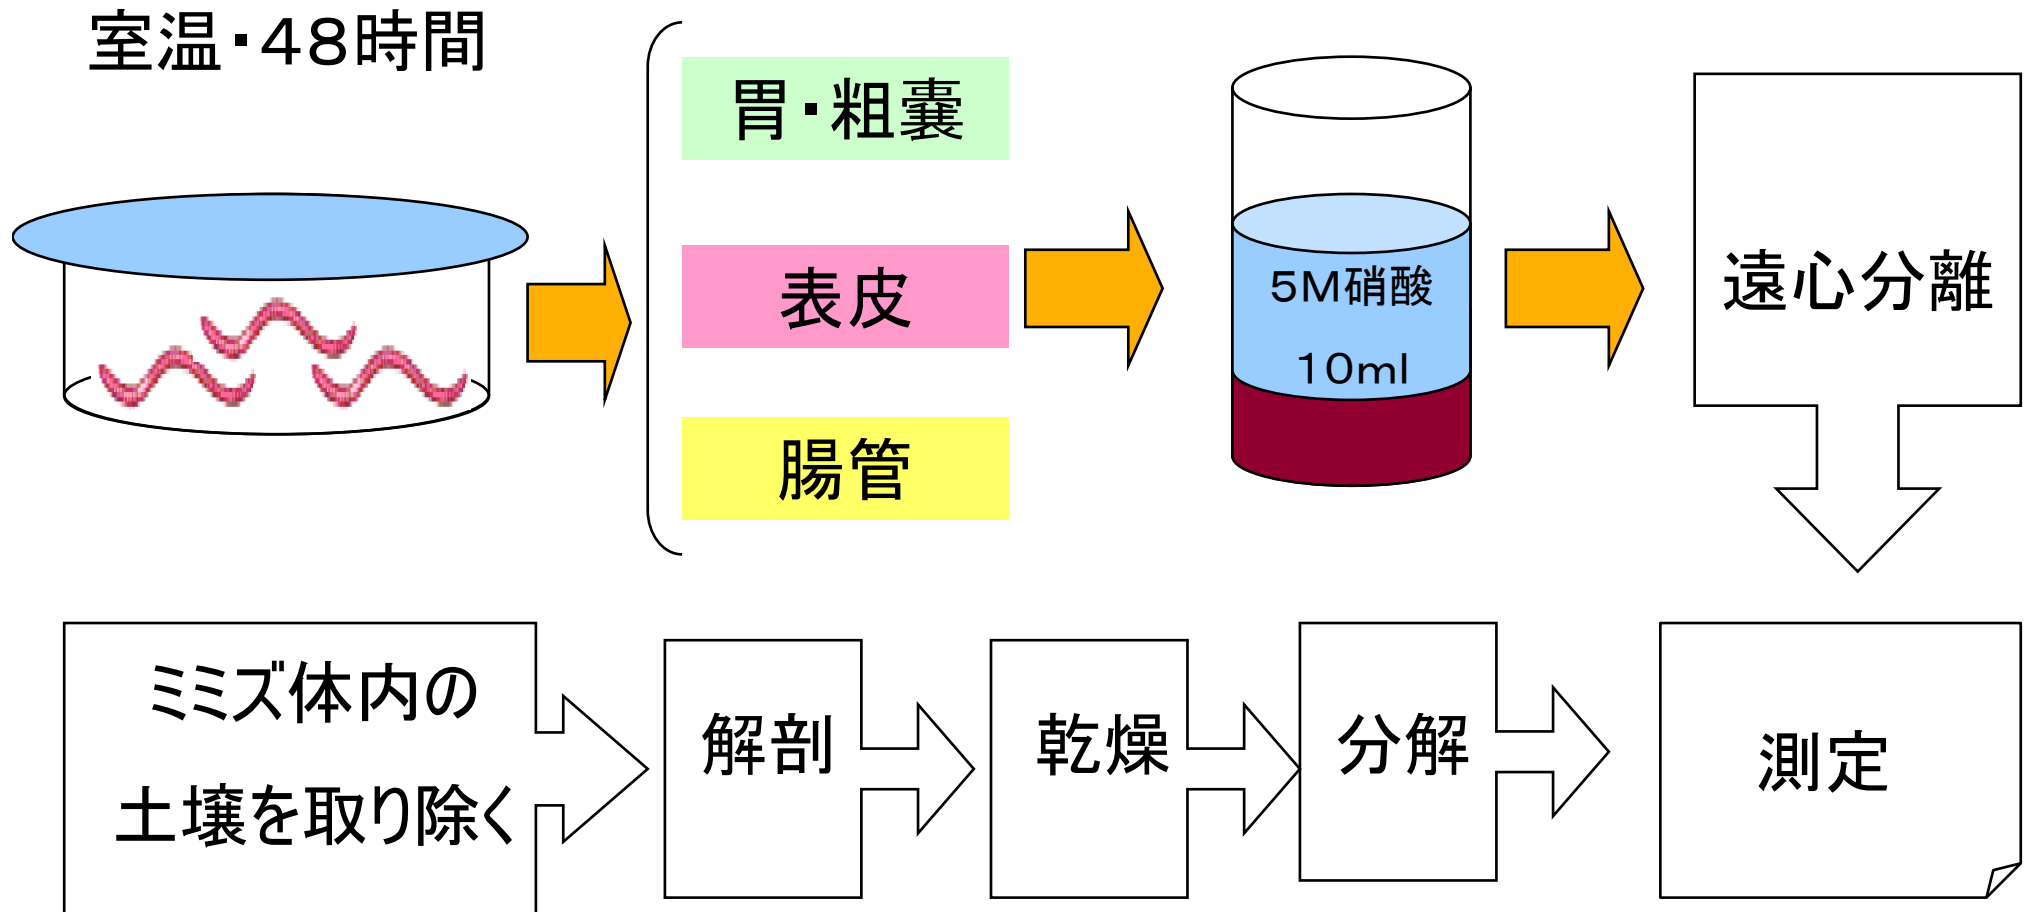 室温・４８時間
胃・粗嚢
表皮
腸管
５Ｍ硝酸
１０ｍｌ
遠心分離
ミミズ体内の
土壌を取り除く
解剖
乾燥
分解
測定